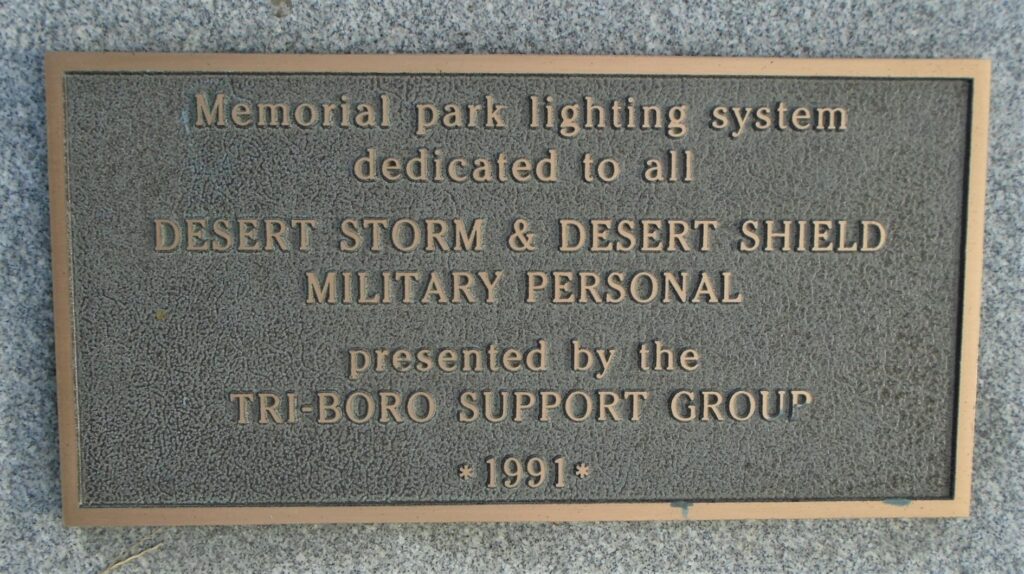 Memorial park lighting system
dedicated to all
DESERT STORM & DESERT SHIELD
MILITARY PERSONAL
presented by the
TRI-BORO SUPPORT GROUP
*1991*